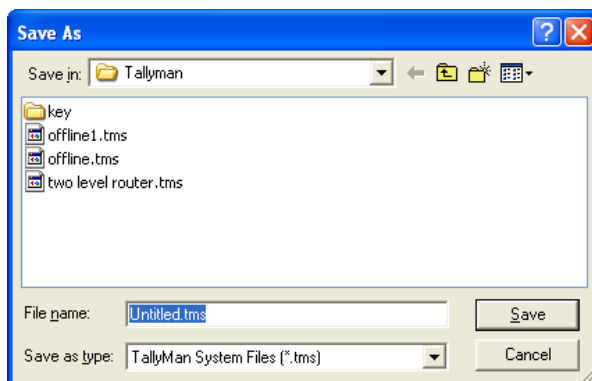 Save As
Save in: Tallyman
key
offline1.tms
offline.tms
two level router.tms
File name: Untitled.tms Save
Save as type: TallyMan System Files (*.tms) Cancel